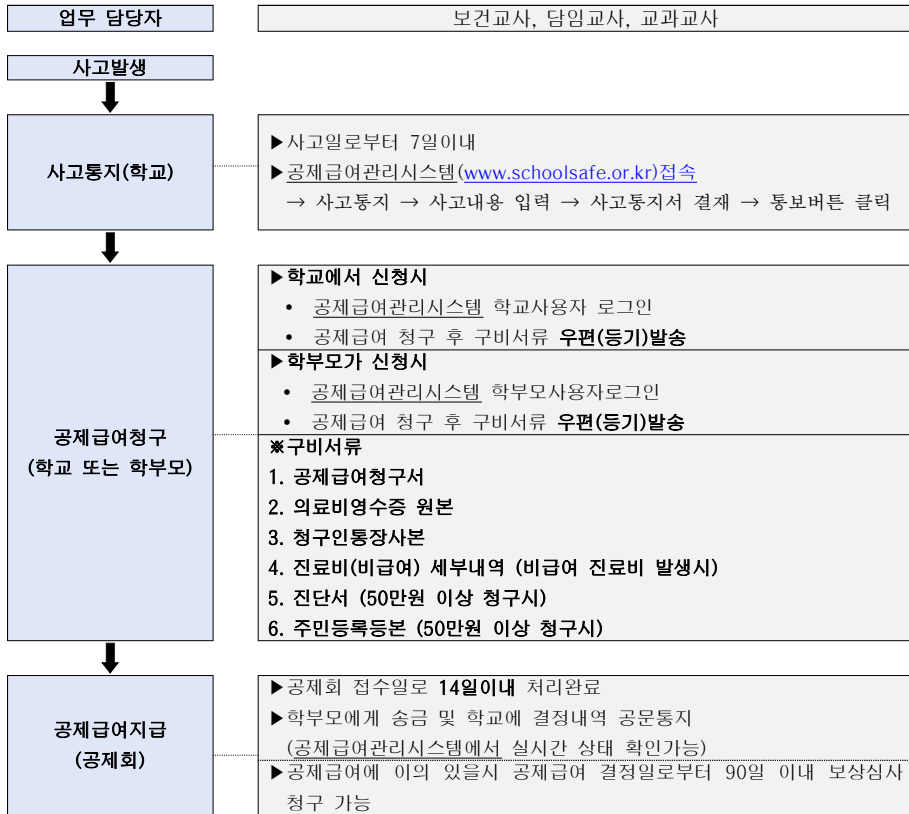 업무 담당자
보건교사, 담임교사, 교과교사
사고발생
사고통지(학교)
▶사고일로부터 7일이내
▶공제급여관리시스템(www.schoolsafe.or.kr)접속
→ 사고통지 → 사고내용 입력 → 사고통지서 결재 → 통보버튼 클릭
공제급여청구
(학교 또는 학부모)
▶학교에서 신청시
• 공제급여관리시스템 학교사용자 로그인
• 공제급여 청구 후 구비서류 우편(등기)발송
▶학부모가 신청시
• 공제급여관리시스템 학부모사용자로그인
• 공제급여 청구 후 구비서류 우편(등기)발송
※구비서류
1. 공제급여청구서
2. 의료비영수증 원본
3. 청구인통장사본
4. 진료비(비급여) 세부내역 (비급여 진료비 발생시)
5. 진단서 (50만원 이상 청구시)
6. 주민등록등본 (50만원 이상 청구시)
공제급여지급
(공제회)
▶공제회 접수일로 14일이내 처리완료
▶학부모에게 송금 및 학교에 결정내역 공문통지
(공제급여관리시스템에서 실시간 상태 확인가능)
▶공제급여에 이의 있을시 공제급여 결정일로부터 90일 이내 보상심사
청구 가능